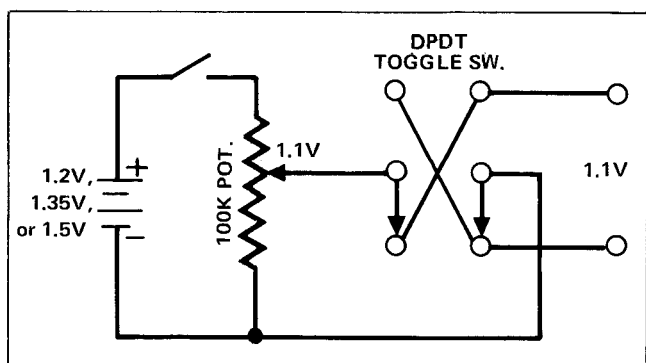 DPDT
TOGGLE SW.
1.2V,
1.35V,
or 1.5V
+
−
100K POT.
1.1V
1.1V